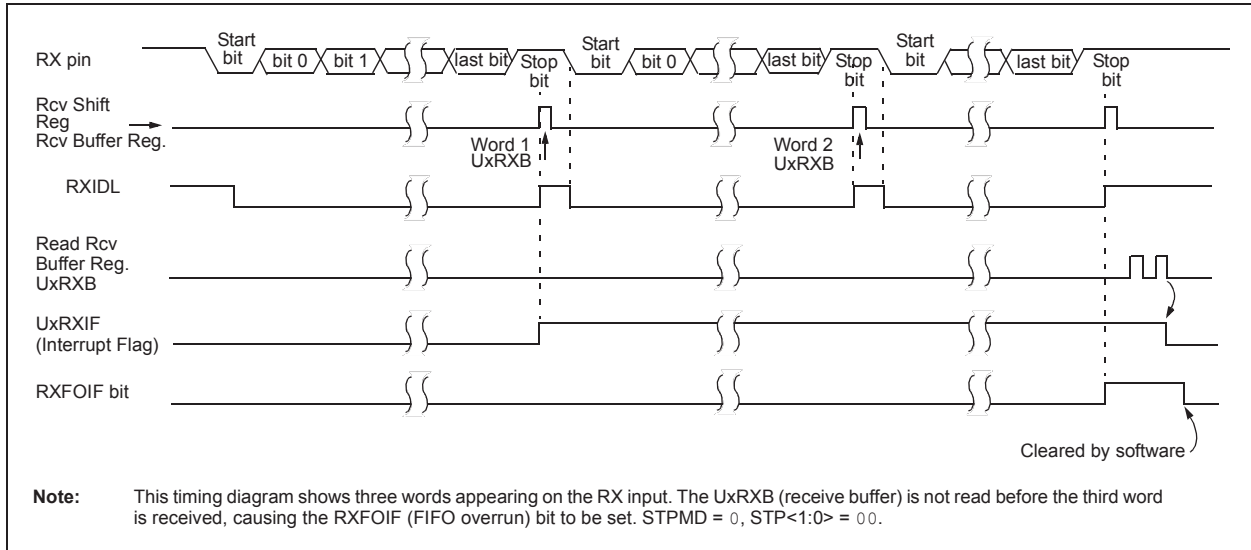 Start bit
bit 0
bit 1
last bit
Stop bit
Start bit
bit 0
last bit
Stop bit
Start bit
last bit
Stop bit
RX pin
Rcv Shift
Reg
Rcv Buffer Reg.
Word 1
UxRXB
Word 2
UxRXB
RXIDL
Read Rcv
Buffer Reg.
UxRXB
UxRXIF
(Interrupt Flag)
RXFOIF bit
Cleared by software
Note: This timing diagram shows three words appearing on the RX input. The UxRXB (receive buffer) is not read before the third word
is received, causing the RXFOIF (FIFO overrun) bit to be set. STPMD = 0, STP<1:0> = 00.